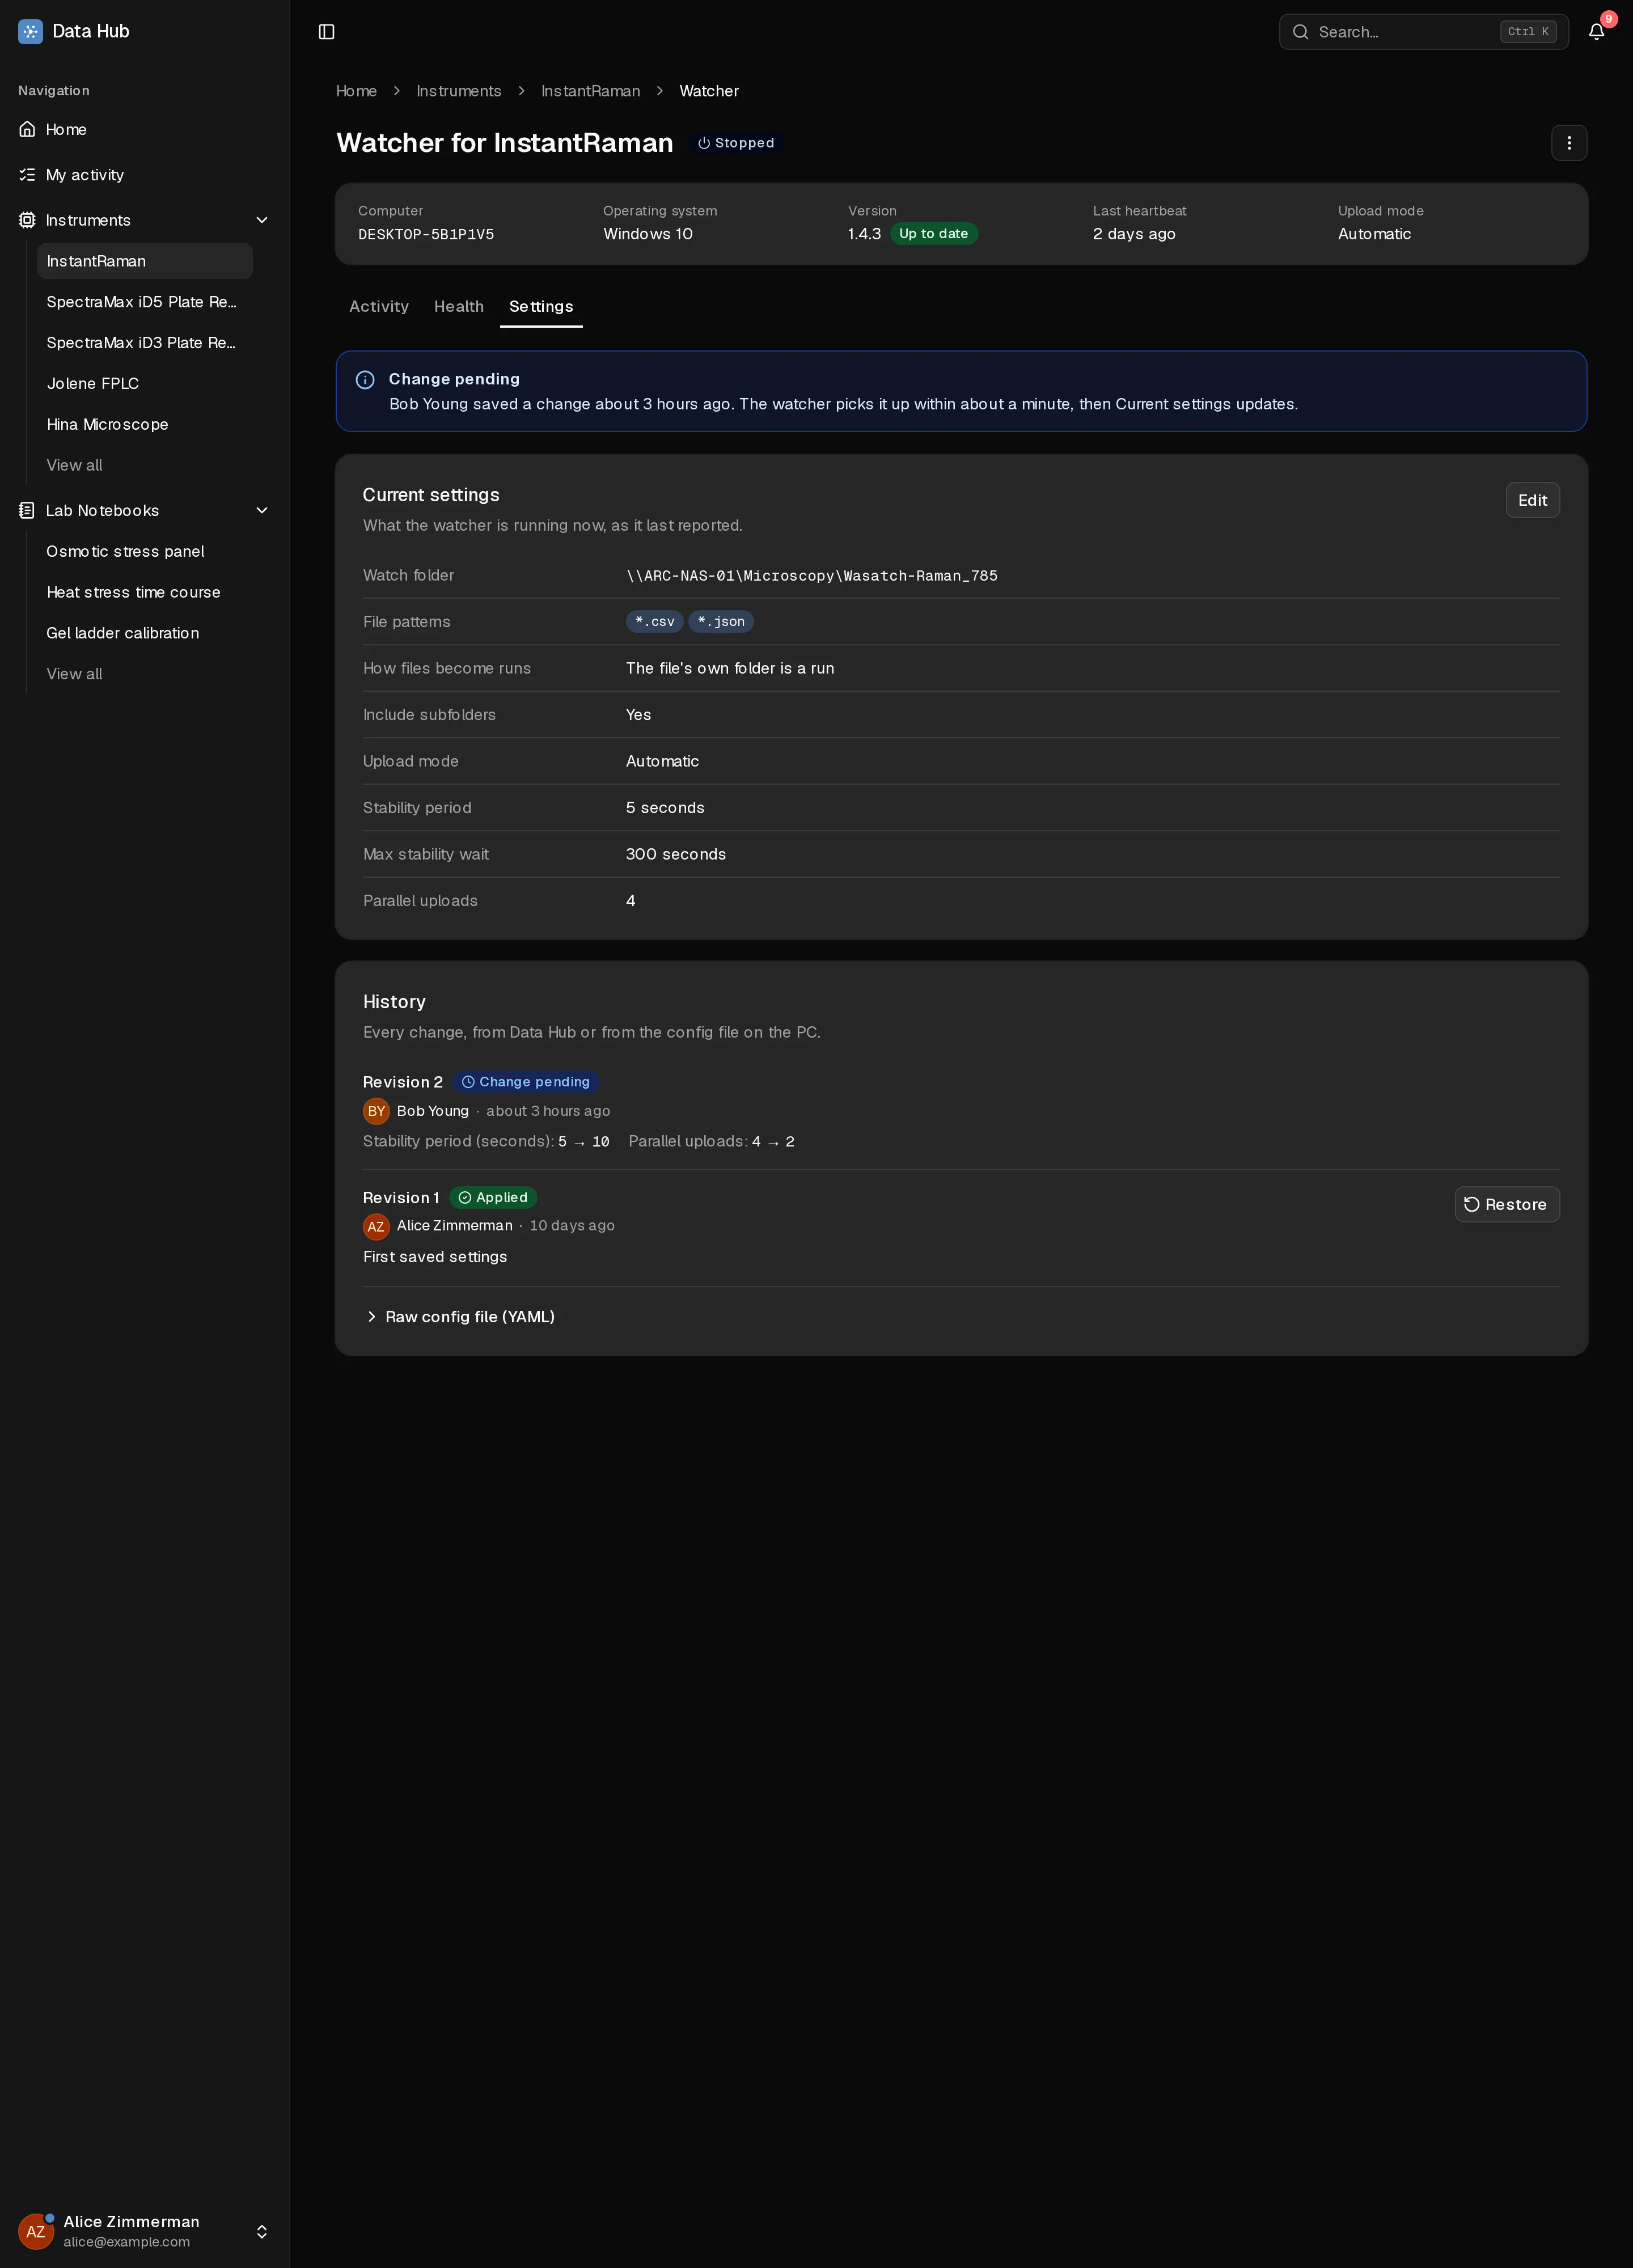 Data Hub
Search...
Ctrl K
9
Navigation
Home
My activity
Instruments
InstantRaman
SpectraMax iD5 Plate Re...
SpectraMax iD3 Plate Re...
Jolene FPLC
Hina Microscope
View all
Lab Notebooks
Osmotic stress panel
Heat stress time course
Gel ladder calibration
View all
Home > Instruments > InstantRaman > Watcher
Watcher for InstantRaman Stopped
Computer
DESKTOP-5B1P1V5
Operating system
Windows 10
Version
1.4.3 Up to date
Last heartbeat
2 days ago
Upload mode
Automatic
Activity Health Settings
Change pending
Bob Young saved a change about 3 hours ago. The watcher picks it up within about a minute, then Current settings updates.
Current settings
Edit
What the watcher is running now, as it last reported.
Watch folder \\ARC-NAS-01\Microscopy\Wasatch-Raman_785
File patterns *.csv *.json
How files become runs The file's own folder is a run
Include subfolders Yes
Upload mode Automatic
Stability period 5 seconds
Max stability wait 300 seconds
Parallel uploads 4
History
Every change, from Data Hub or from the config file on the PC.
Revision 2 Change pending
BY Bob Young · about 3 hours ago
Stability period (seconds): 5 → 10 Parallel uploads: 4 → 2
Revision 1 Applied
Restore
AZ Alice Zimmerman · 10 days ago
First saved settings
Raw config file (YAML)
AZ
Alice Zimmerman
alice@example.com